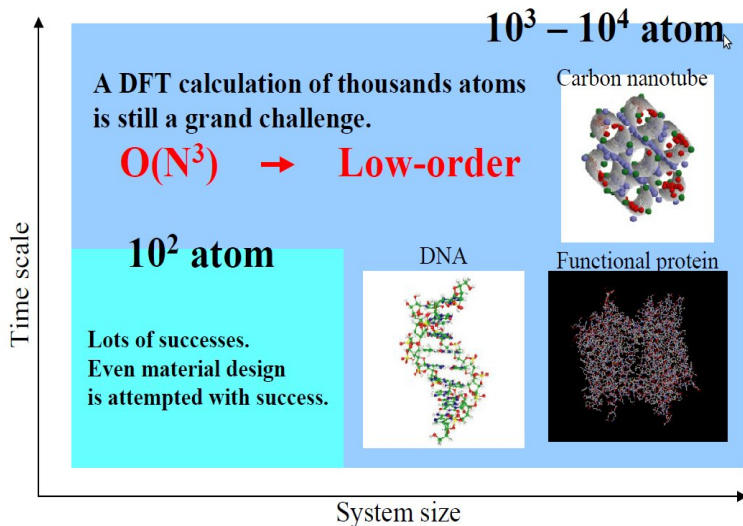 10³ – 10⁴ atom
A DFT calculation of thousands atoms
is still a grand challenge.
O(N³) → Low-order
Carbon nanotube
10² atom
DNA
Functional protein
Lots of successes.
Even material design
is attempted with success.
Time scale
System size